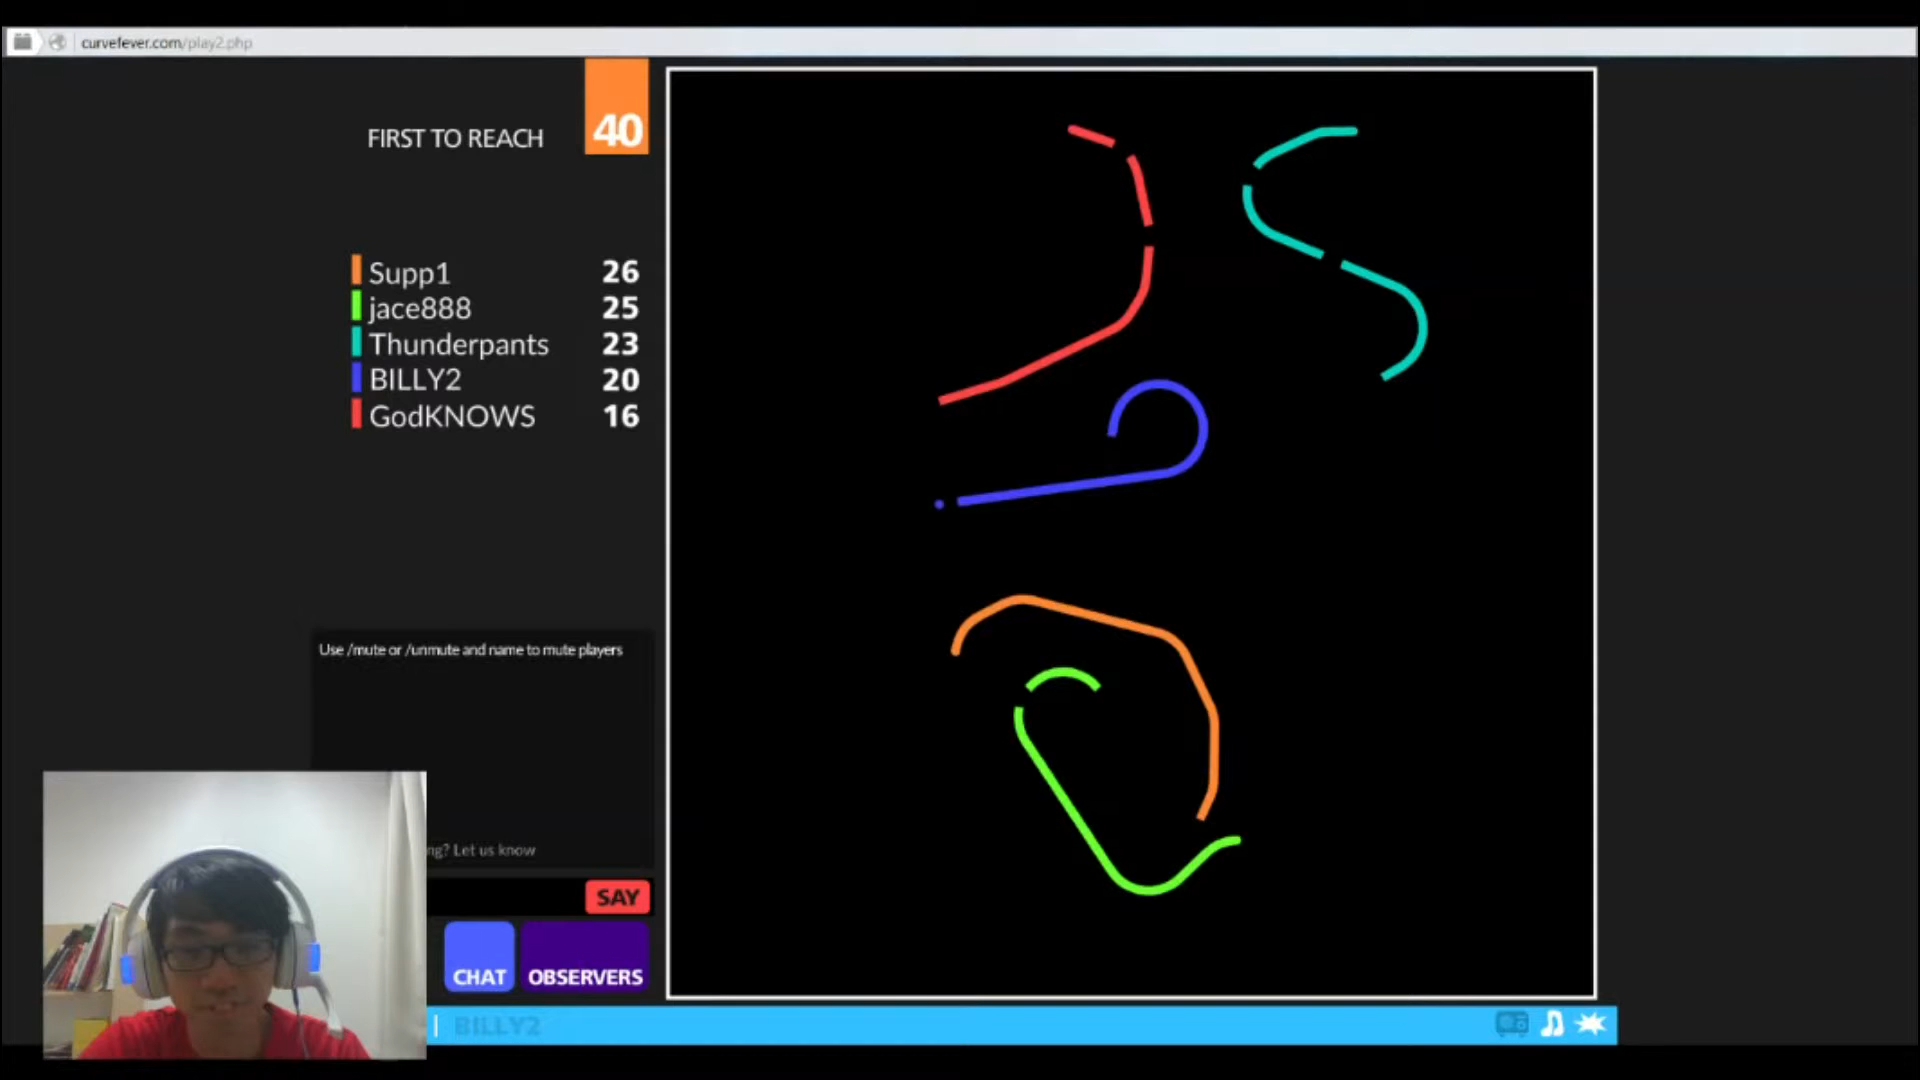 curvefever.com/play2.php
FIRST TO REACH
40
Supp1 26
jace888 25
Thunderpants 23
BILLY2 20
GodKNOWS 16
Use /mute or /unmute and name to mute players
ng? Let us know
SAY
CHAT
OBSERVERS
BILLY2